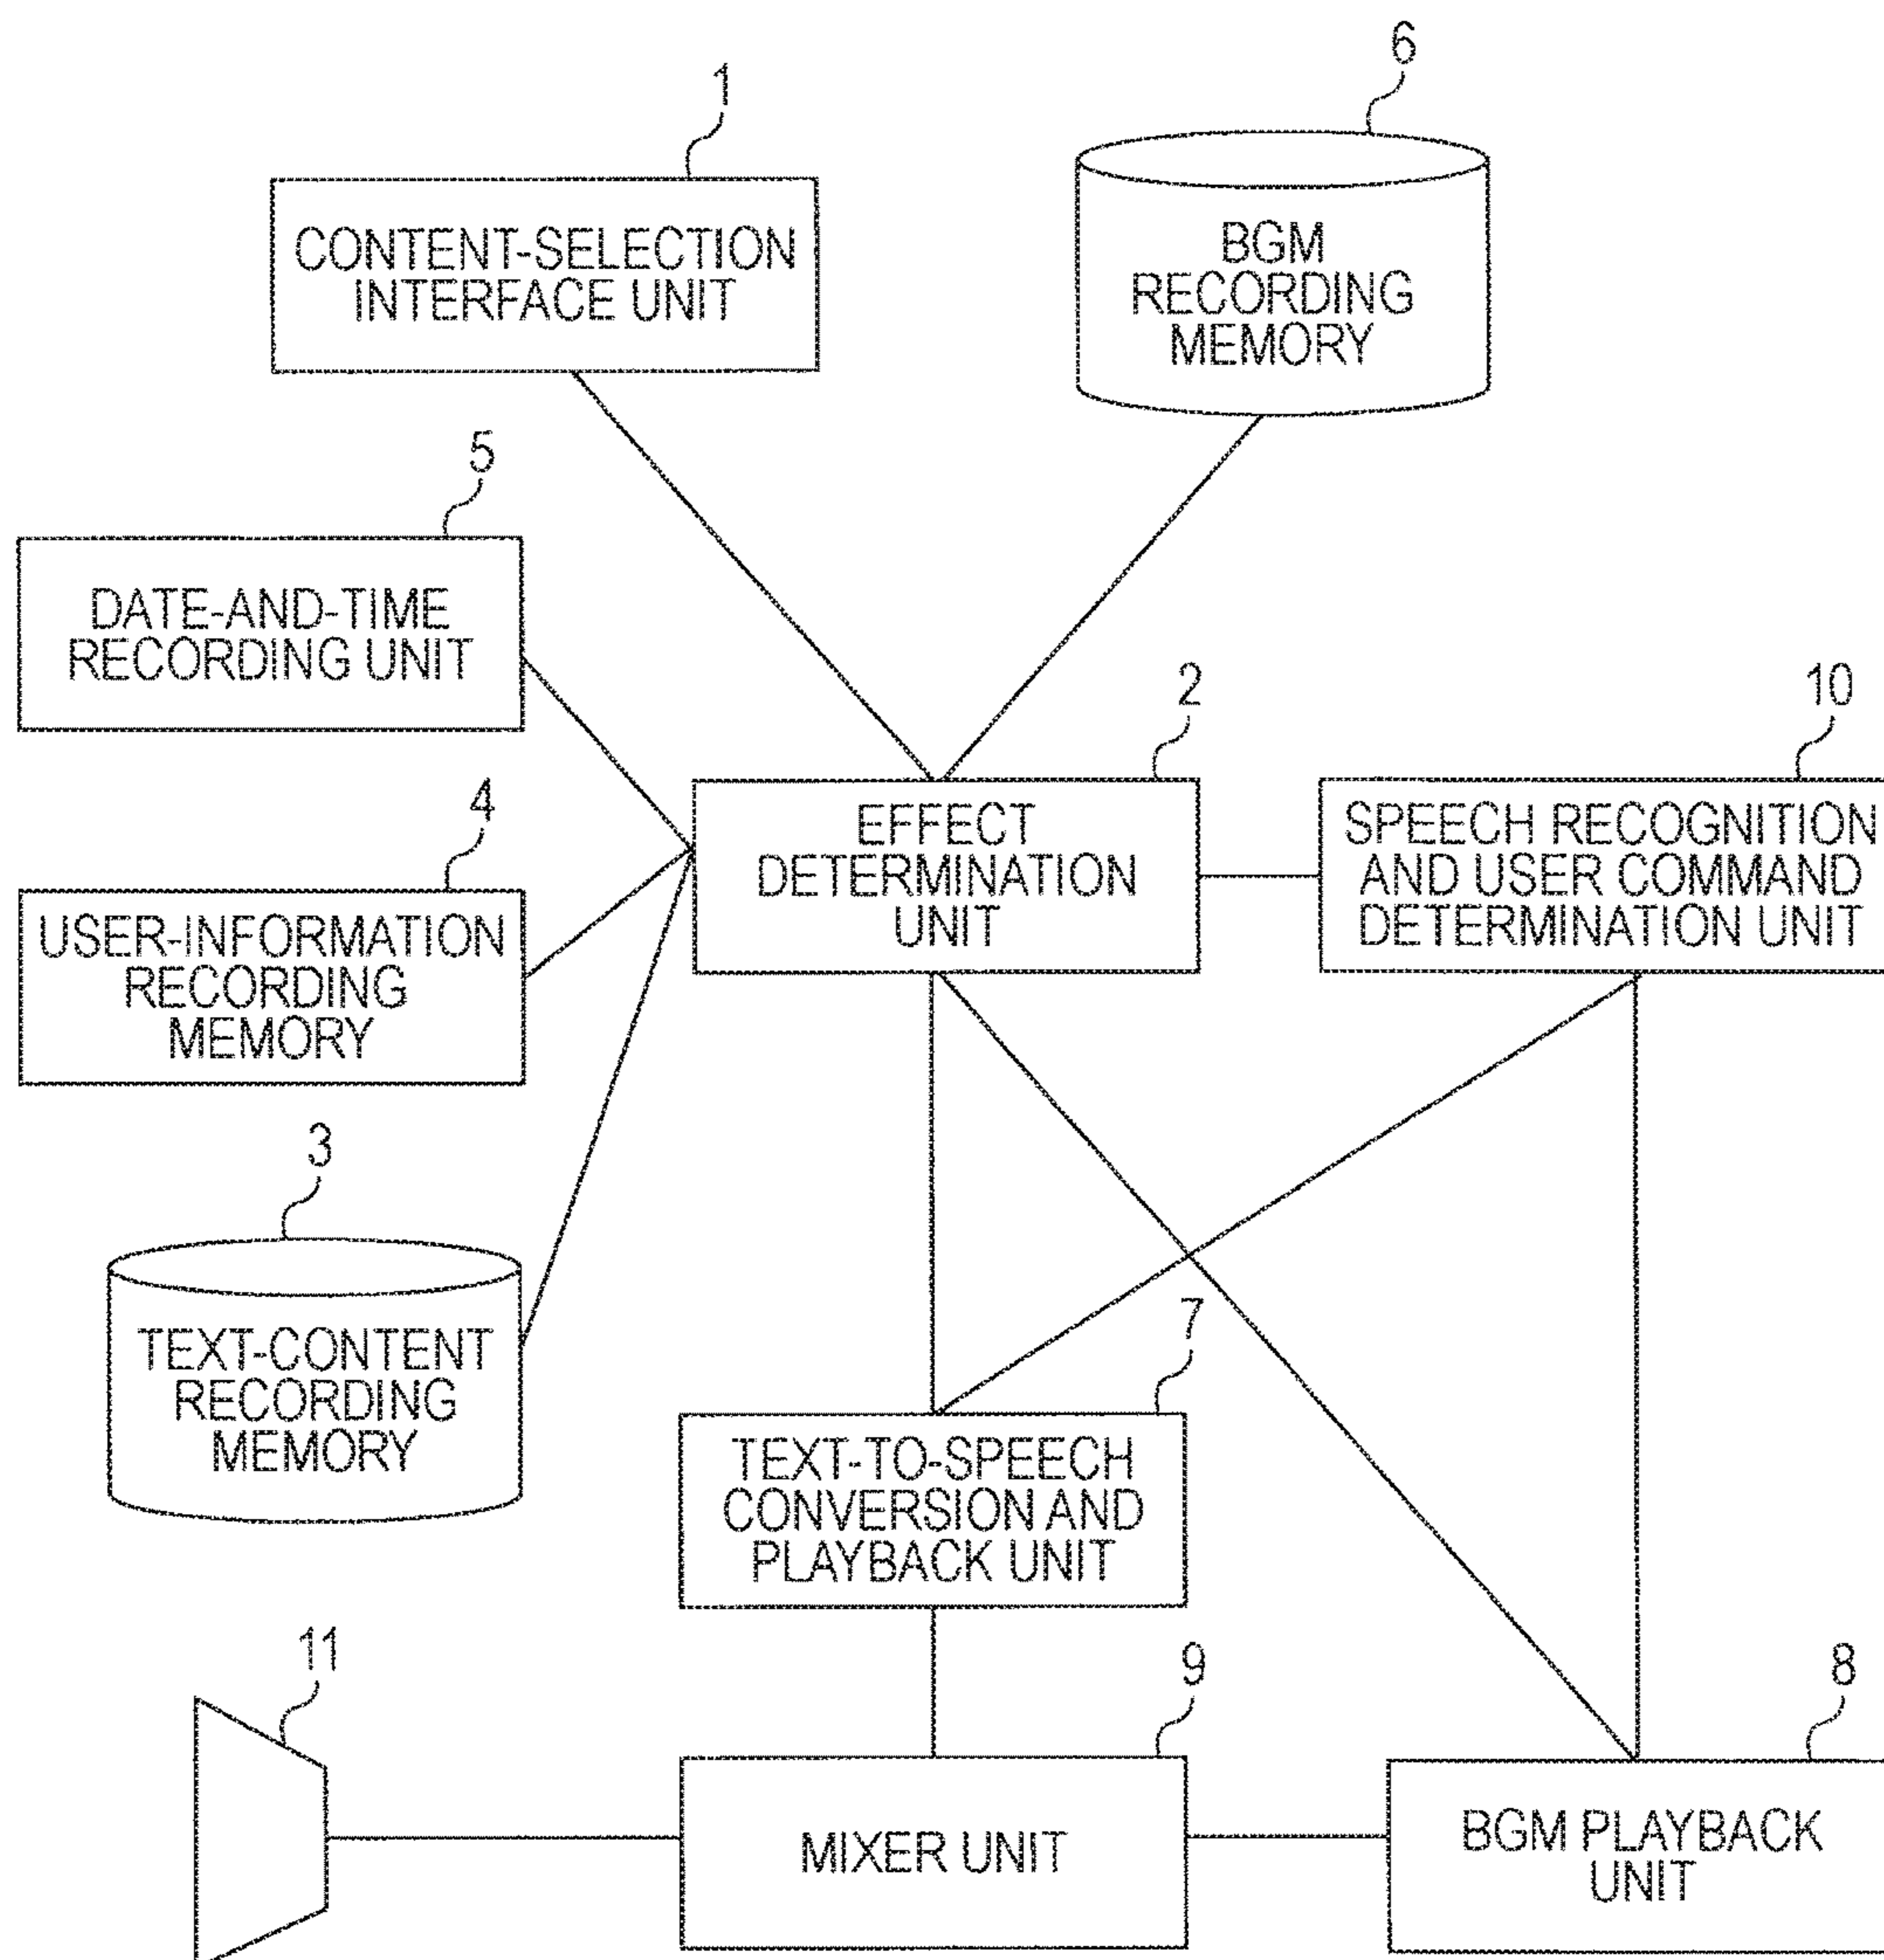 6
1
CONTENT-SELECTION
INTERFACE UNIT
BGM
RECORDING
MEMORY
5
DATE-AND-TIME
RECORDING UNIT
2
10
4
EFFECT
DETERMINATION
UNIT
SPEECH RECOGNITION
AND USER COMMAND
DETERMINATION UNIT
USER-INFORMATION
RECORDING
MEMORY
3
TEXT-CONTENT
RECORDING
MEMORY
7
TEXT-TO-SPEECH
CONVERSION AND
PLAYBACK UNIT
11
9
8
MIXER UNIT
BGM PLAYBACK
UNIT